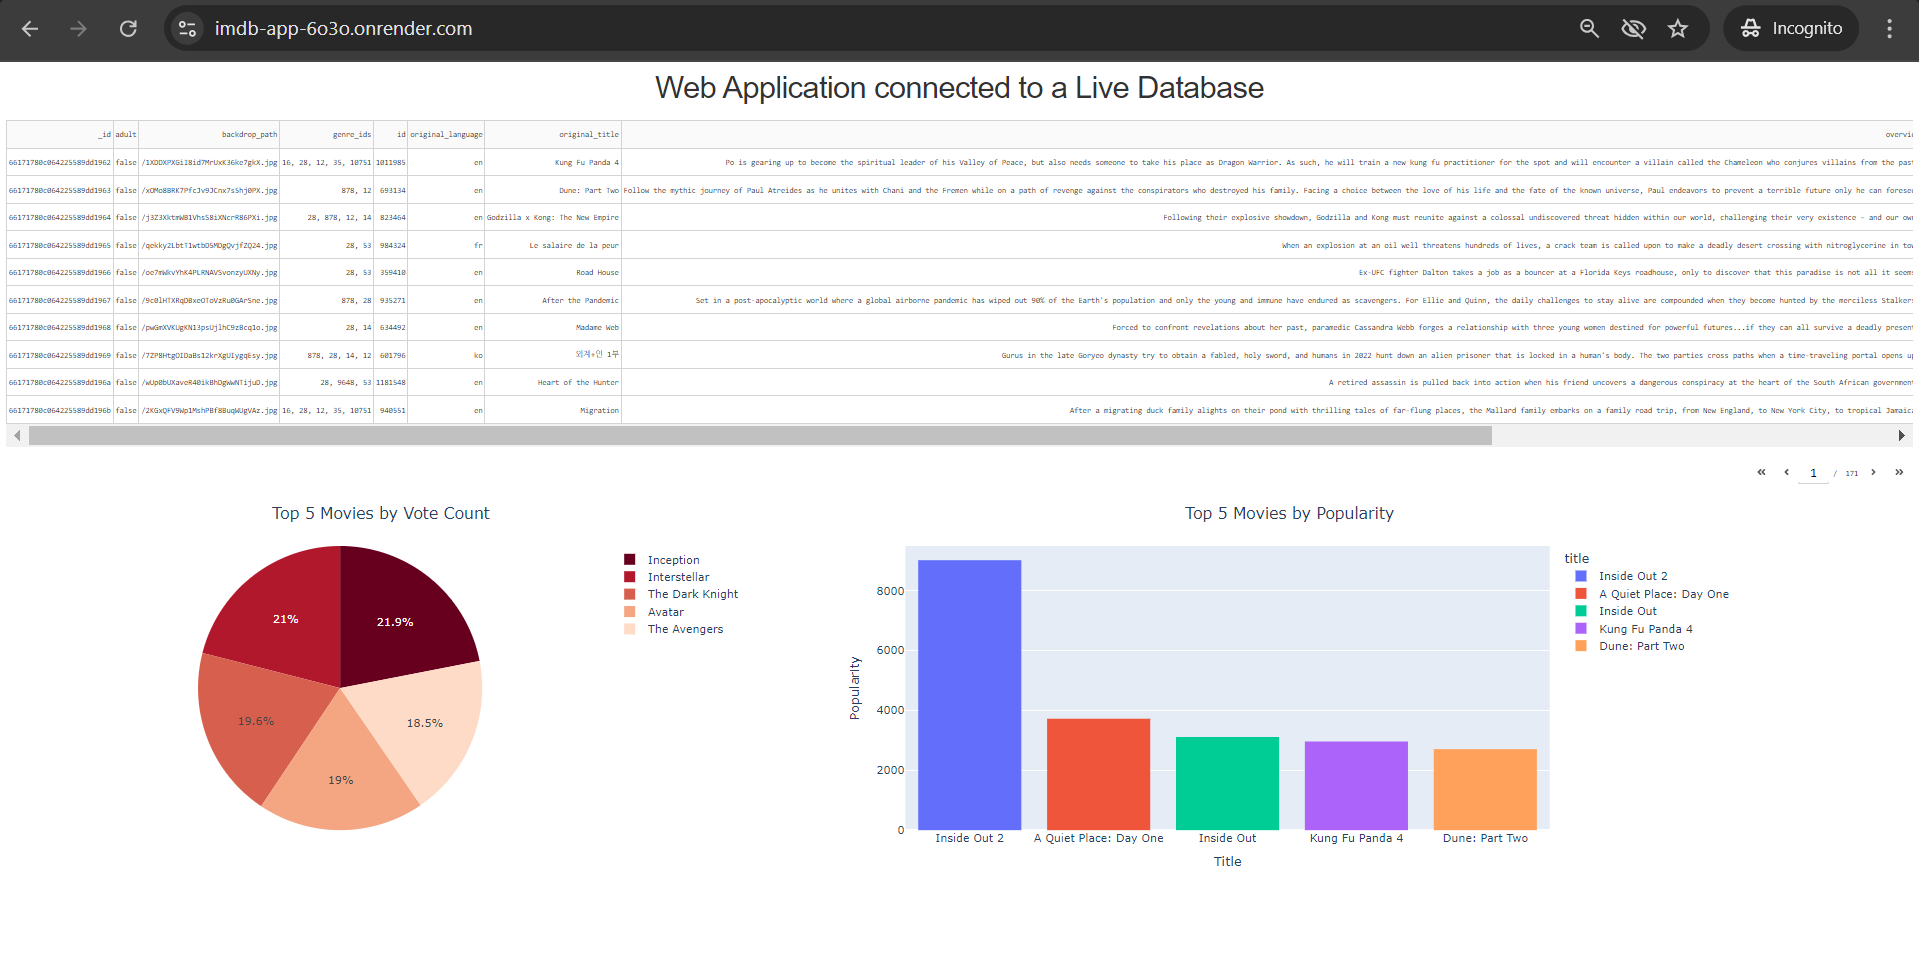 imdb-app-6o3o.onrender.com
Incognito
Web Application connected to a Live Database
_id adult backdrop_path genre_ids id original_language original_title
66171780c064225589dd1962 false 16, 28, 12, 35, 10751 1011985 en Kung Fu Panda 4 Po is gearing up to become the spiritual leader of his Valley of Peace, but also needs someone to take his place as Dragon Warrior. As such, he will train a new kung fu practitioner for the spot and will encounter a villain called the Chameleon who conjures villains from the past
66171780c064225589dd1963 false 878, 12 693134 en Dune: Part Two Follow the mythic journey of Paul Atreides as he unites with Chani and the Fremen while on a path of revenge against the conspirators who destroyed his family. Facing a choice between the love of his life and the fate of the known universe, Paul endeavors to prevent a terrible future only he can
66171780c064225589dd1964 false 28, 878, 12, 14 823464 en Godzilla x Kong: The New Empire Following their explosive showdown, Godzilla and Kong must reunite against a colossal undiscovered threat hidden within our world, challenging their very existence – and our
66171780c064225589dd1965 false 28, 53 984324 fr Le salaire de la peur When an explosion at an oil well threatens hundreds of lives, a crack team is called upon to make a deadly desert crossing with nitroglycerine in
66171780c064225589dd1966 false 28, 53 359410 en Road House Ex-UFC fighter Dalton takes a job as a bouncer at a Florida Keys roadhouse, only to discover that this paradise is not all it seems
66171780c064225589dd1967 false 878, 28 935271 en After the Pandemic Set in a post-apocalyptic world where a global airborne pandemic has wiped out 90% of the Earth's population and only the young and immune have endured as scavengers. For Ellie and Quinn, the daily challenges to stay alive are compounded when they become hunted by the merciless Stalkers
66171780c064225589dd1968 false 28, 14 634492 en Madame Web Forced to confront revelations about her past, paramedic Cassandra Webb forges a relationship with three young women destined for powerful futures...if they can all survive a deadly present
66171780c064225589dd1969 false 878, 28, 14, 12 601796 ko 외계+인 1부 Gurus in the late Goryeo dynasty try to obtain a fabled, holy sword, and humans in 2022 hunt down an alien prisoner that is locked in a human's body. The two parties cross paths when a time-traveling portal opens
66171780c064225589dd196a false 28, 9648, 53 1181548 en Heart of the Hunter A retired assassin is pulled back into action when his friend uncovers a dangerous conspiracy at the heart of the South African government
66171780c064225589dd196b false 16, 28, 12, 35, 10751 940551 en Migration After a migrating duck family alights on their pond with thrilling tales of far-flung places, the Mallard family embarks on a family road trip, from New England, to New York City, to tropical Jamaica
« ‹ 1 / 171 › »
Top 5 Movies by Vote Count
Inception
Interstellar
The Dark Knight
Avatar
The Avengers
21%
21.9%
19.6%
18.5%
19%
Top 5 Movies by Popularity
title
Inside Out 2
A Quiet Place: Day One
Inside Out
Kung Fu Panda 4
Dune: Part Two
8000
6000
4000
2000
0
Popularity
Inside Out 2 A Quiet Place: Day One Inside Out Kung Fu Panda 4 Dune: Part Two
Title